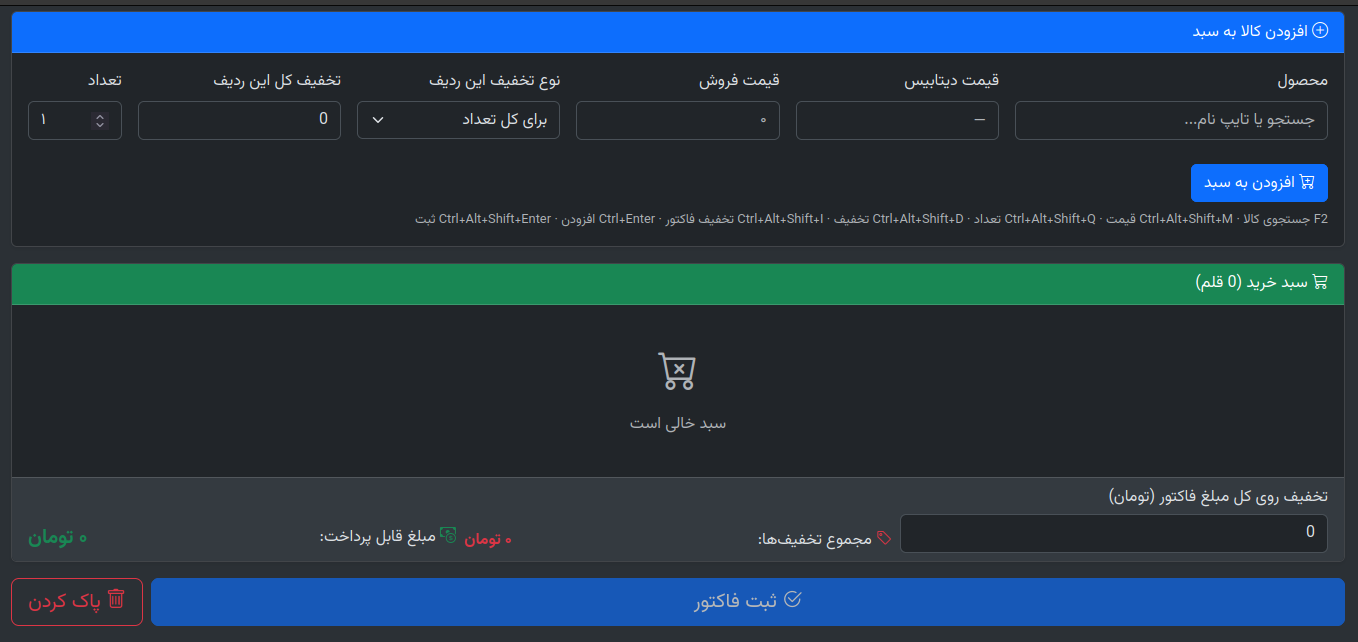 افزودن کالا به سبد
محصول
قیمت دیتابیس
قیمت فروش
نوع تخفیف این ردیف
تخفیف کل این ردیف
تعداد
جستجو یا تایپ نام...
—
۰
برای کل تعداد
0
۱
افزودن به سبد
F2 جستجوی کالا · Ctrl+Alt+Shift+M قیمت · Ctrl+Alt+Shift+Q تعداد · Ctrl+Alt+Shift+D تخفیف · Ctrl+Alt+Shift+I تخفیف فاکتور · Ctrl+Enter افزودن · Ctrl+Alt+Shift+Enter ثبت
سبد خرید (0 قلم)
سبد خالی است
تخفیف روی کل مبلغ فاکتور (تومان)
0
مجموع تخفیف‌ها:
۰ تومان
مبلغ قابل پرداخت:
۰ تومان
ثبت فاکتور
پاک کردن